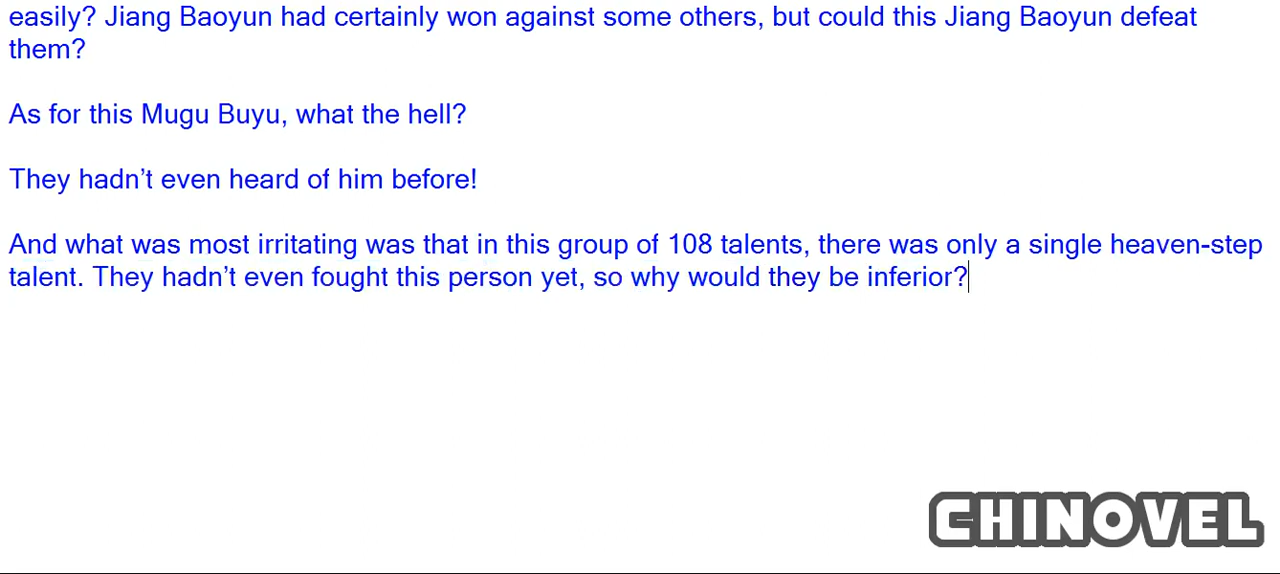 easily? Jiang Baoyun had certainly won against some others, but could this Jiang Baoyun defeat
them?
As for this Mugu Buyu, what the hell?
They hadn’t even heard of him before!
And what was most irritating was that in this group of 108 talents, there was only a single heaven-step
talent. They hadn’t even fought this person yet, so why would they be inferior?
CHINOVEL